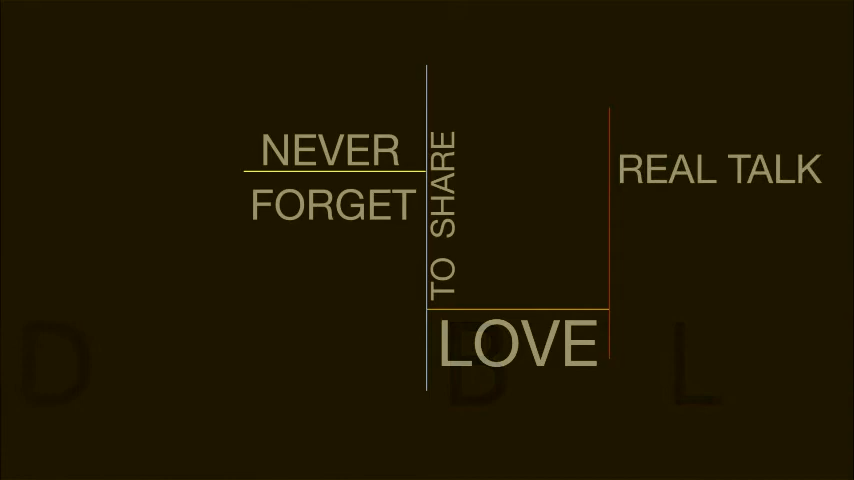 NEVER
FORGET
TO SHARE
LOVE
REAL TALK
D B L